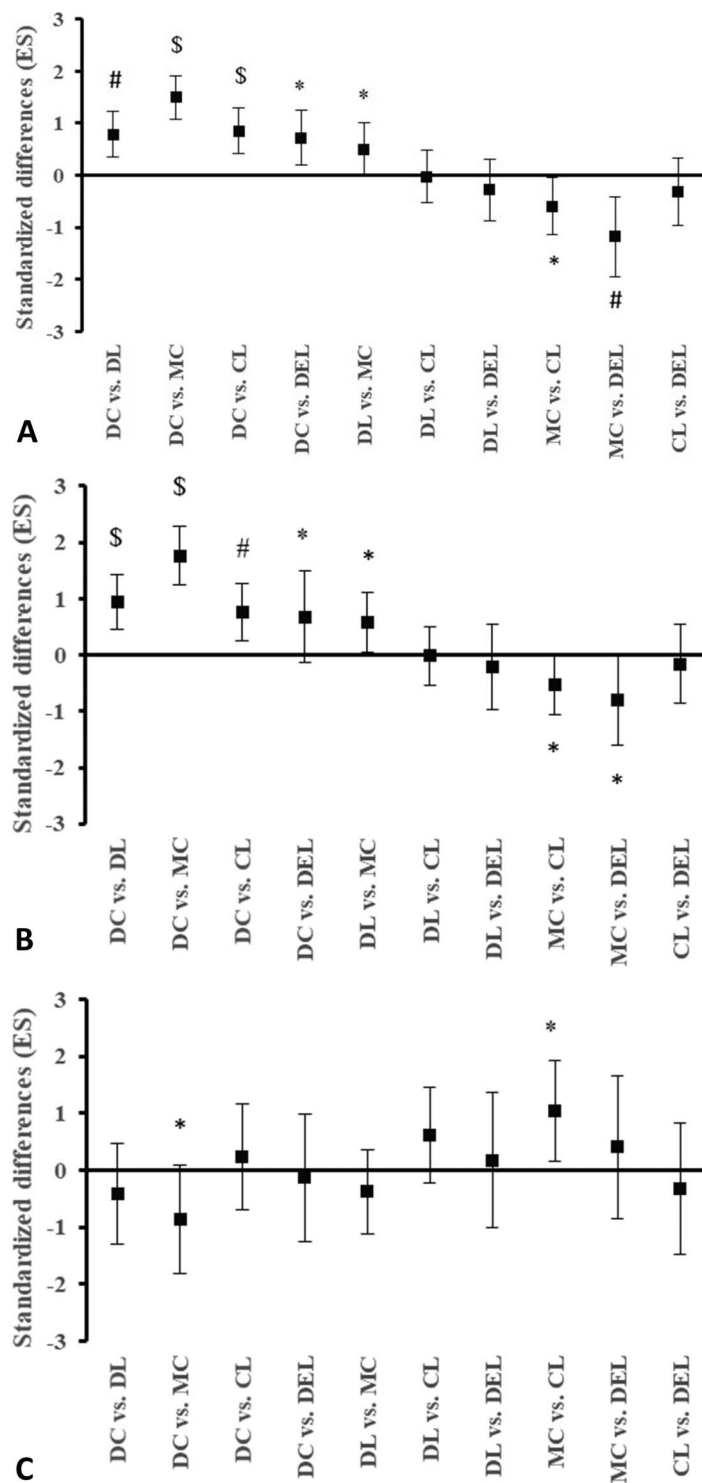 Standardized differences (ES)
3
2
1
0
-1
-2
-3
# $ $ * * * #
DC vs. DL
DC vs. MC
DC vs. CL
DC vs. DEL
DL vs. MC
DL vs. CL
DL vs. DEL
MC vs. CL
MC vs. DEL
CL vs. DEL
A
Standardized differences (ES)
3
2
1
0
-1
-2
-3
$ $ # * * * *
DC vs. DL
DC vs. MC
DC vs. CL
DC vs. DEL
DL vs. MC
DL vs. CL
DL vs. DEL
MC vs. CL
MC vs. DEL
CL vs. DEL
B
Standardized differences (ES)
3
2
1
0
-1
-2
-3
* *
DC vs. DL
DC vs. MC
DC vs. CL
DC vs. DEL
DL vs. MC
DL vs. CL
DL vs. DEL
MC vs. CL
MC vs. DEL
CL vs. DEL
C